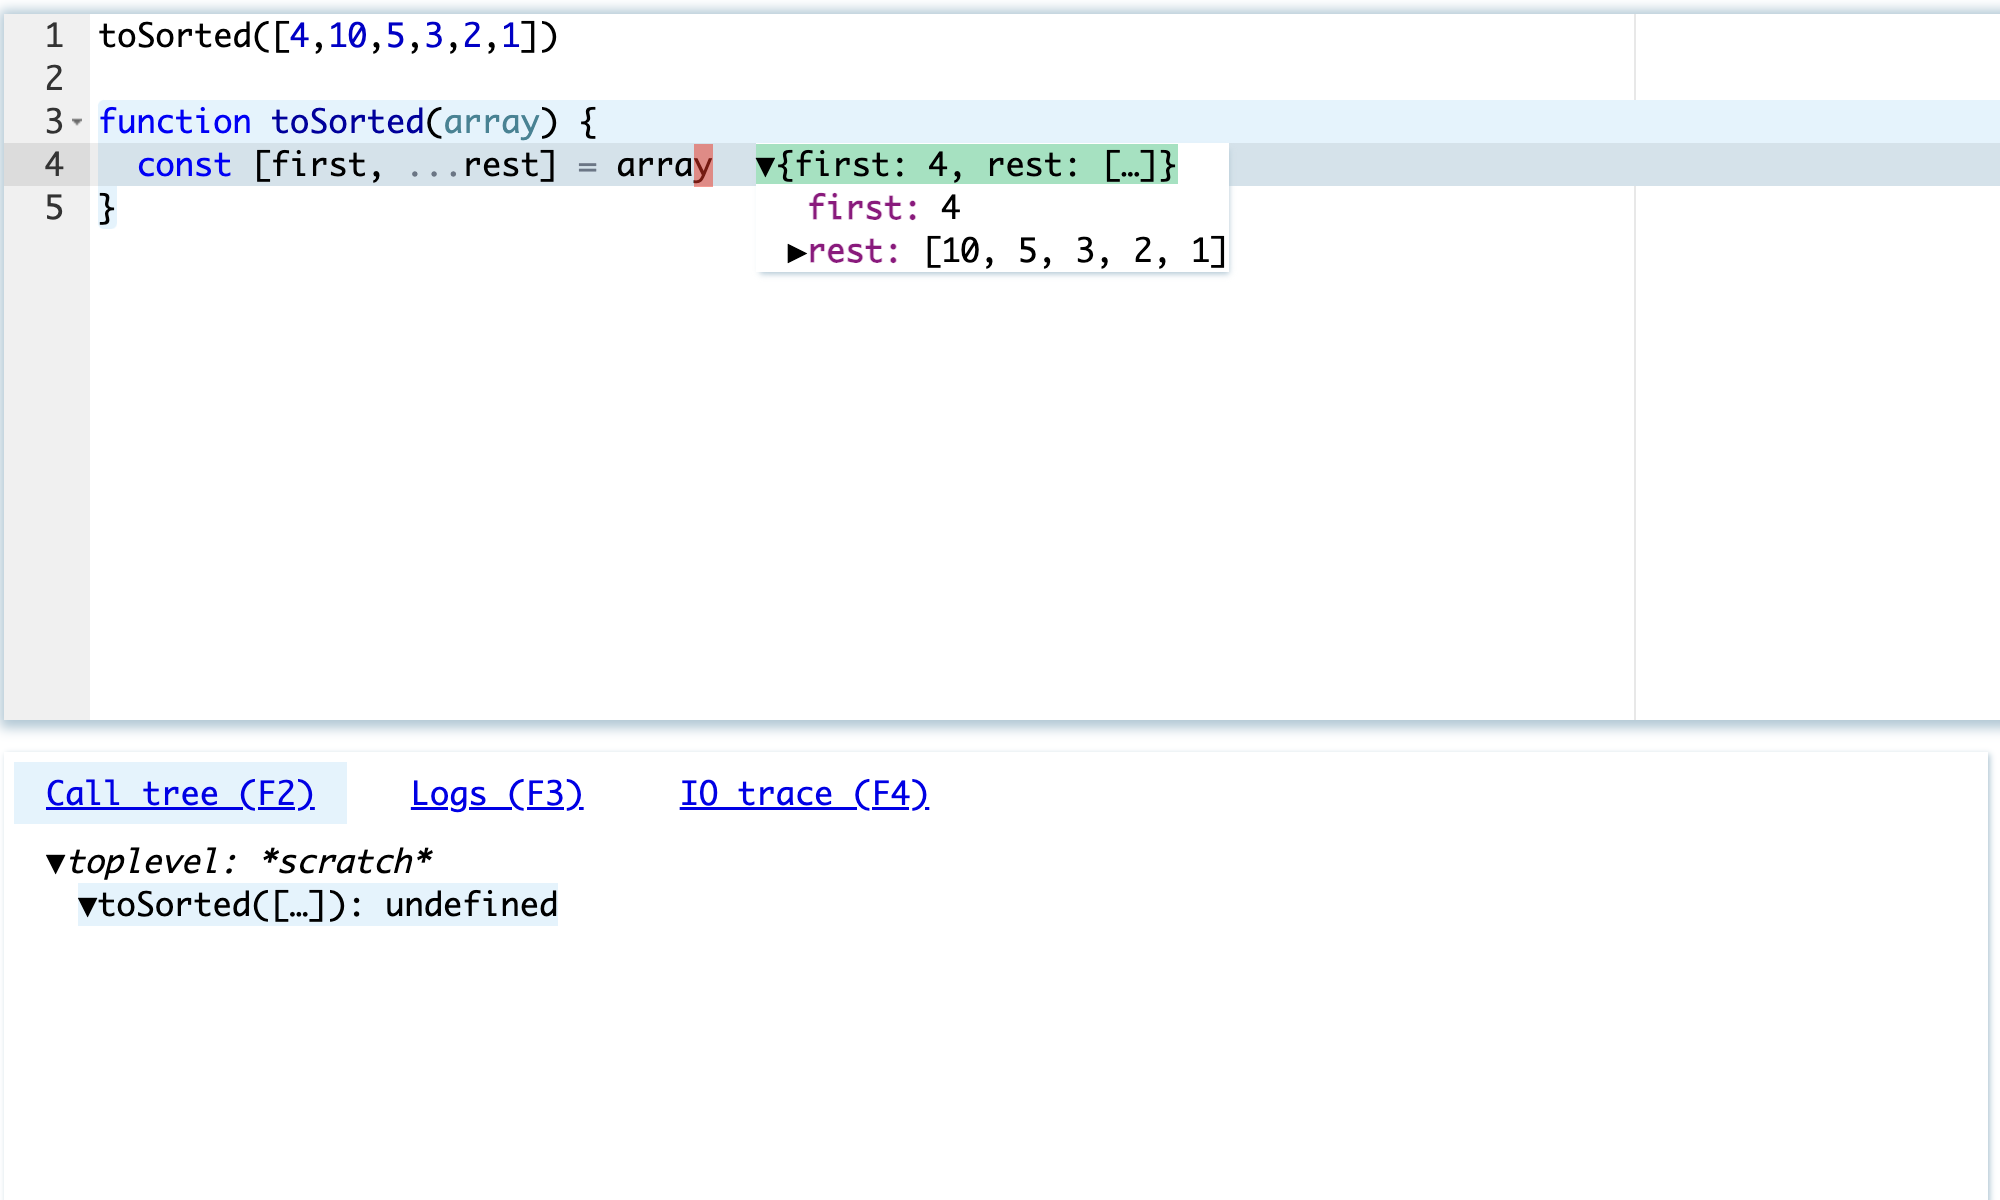 1 toSorted([4,10,5,3,2,1])
2
3 function toSorted(array) {
4   const [first, ...rest] = array  ▼{first: 4, rest: […]}
first: 4
5 }
▶rest: [10, 5, 3, 2, 1]
Call tree (F2) Logs (F3) IO trace (F4)
▼toplevel: *scratch*
▼toSorted([…]): undefined